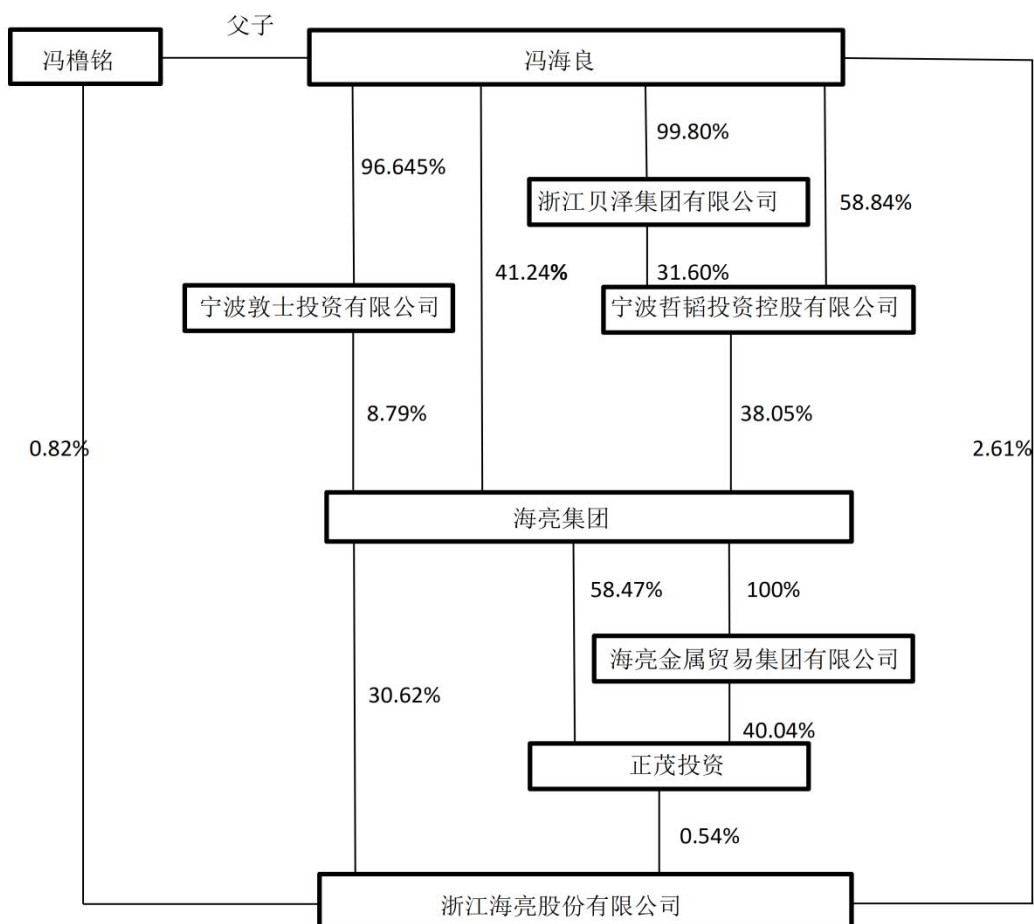 父子
冯橹铭
冯海良
99.80%
96.645%
浙江贝泽集团有限公司
58.84%
41.24%
31.60%
宁波敦士投资有限公司
宁波哲韬投资控股有限公司
8.79%
38.05%
0.82%
2.61%
海亮集团
58.47%
100%
海亮金属贸易集团有限公司
30.62%
40.04%
正茂投资
0.54%
浙江海亮股份有限公司